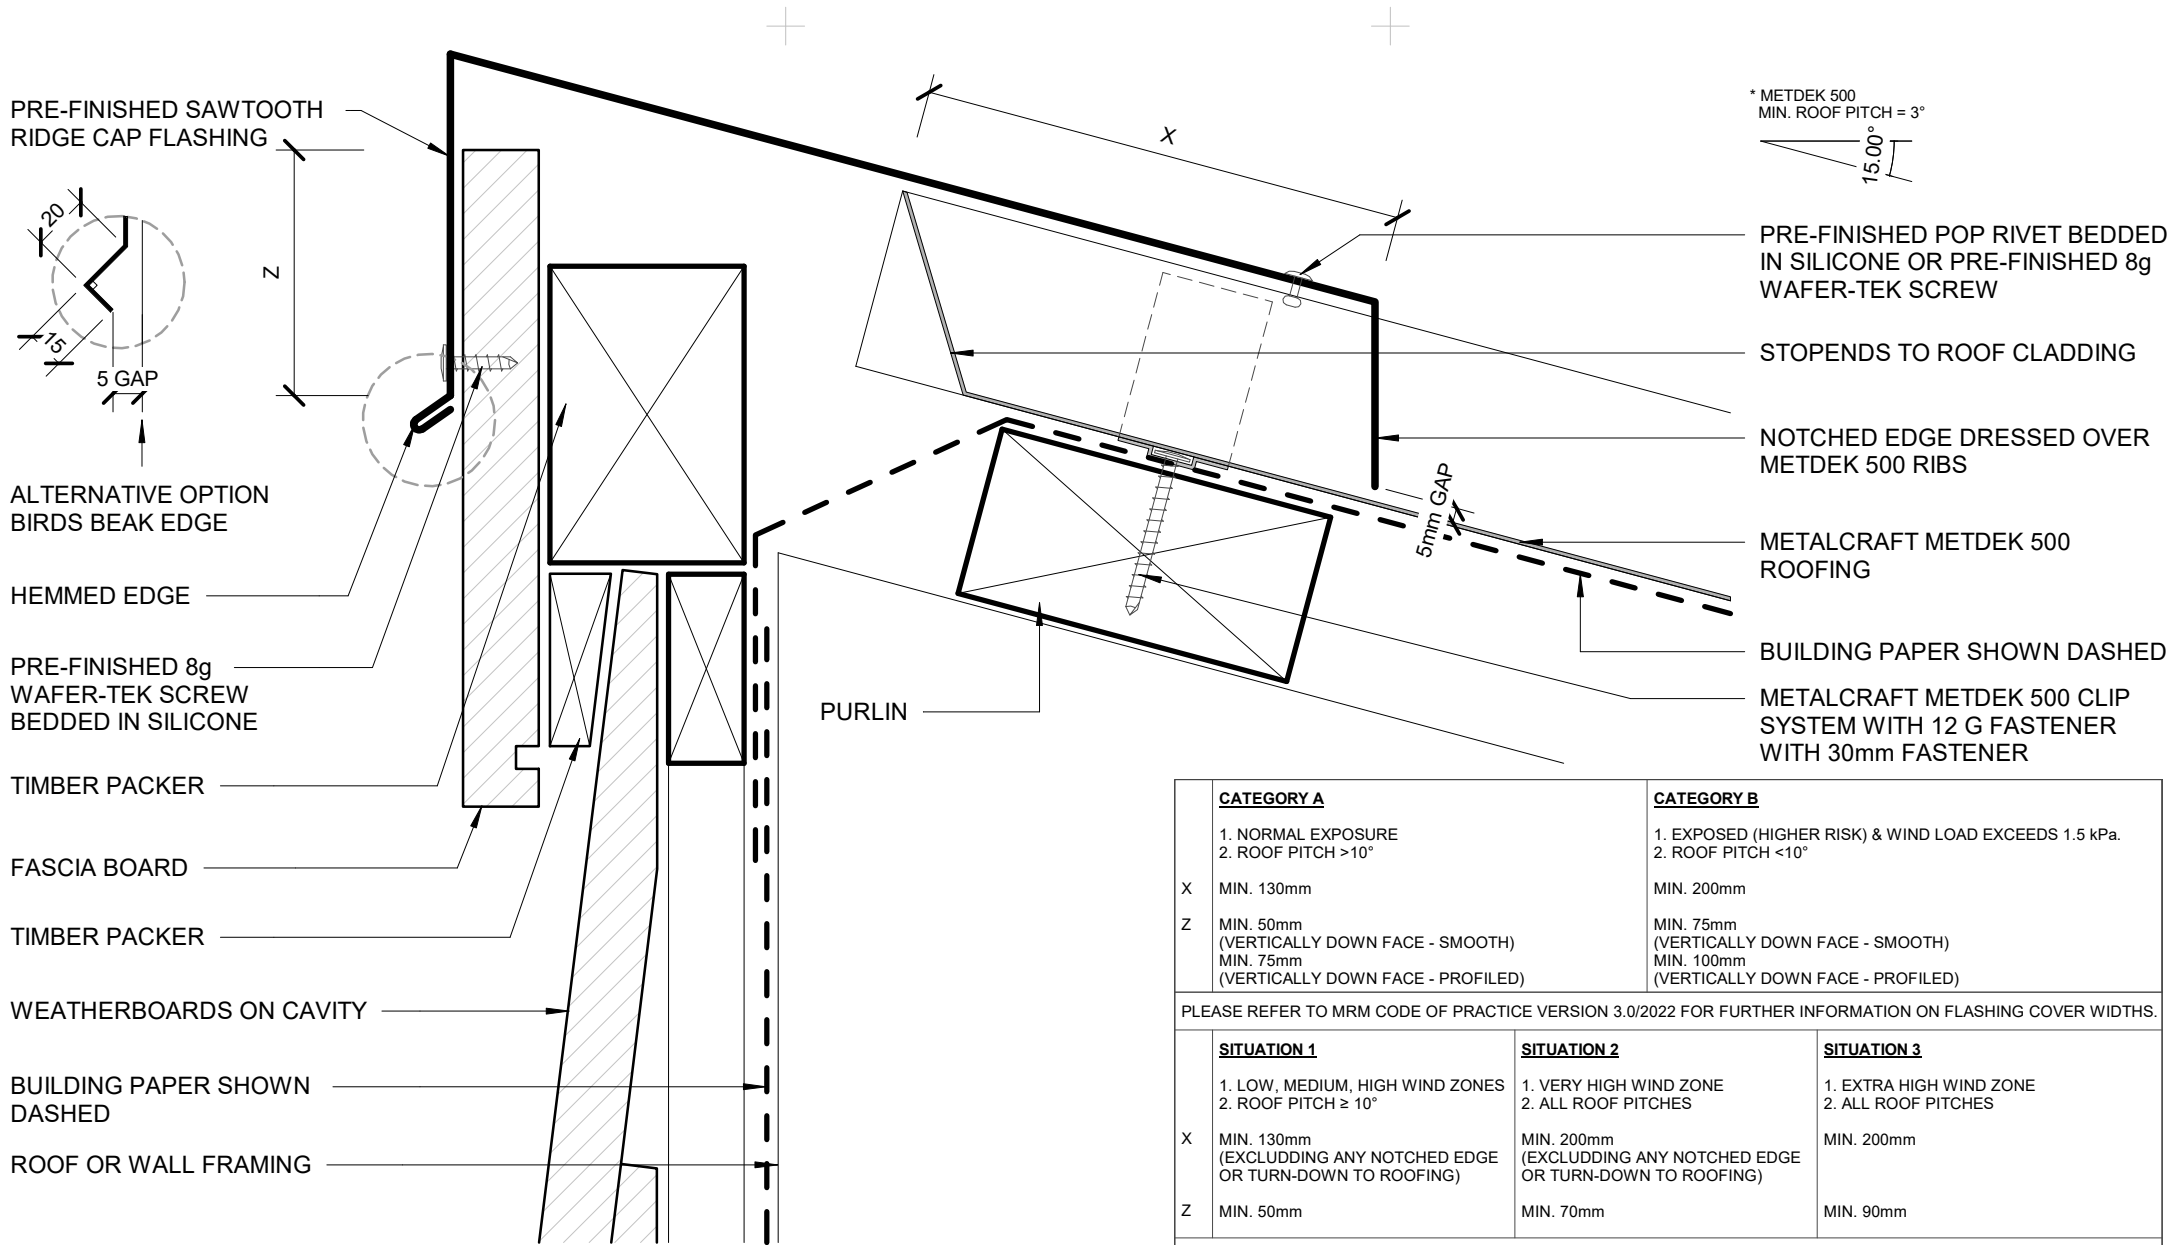 PRE-FINISHED SAWTOOTH
RIDGE CAP FLASHING
20
15
5 GAP
Z
ALTERNATIVE OPTION
BIRDS BEAK EDGE
HEMMED EDGE
PRE-FINISHED 8g
WAFER-TEK SCREW
BEDDED IN SILICONE
TIMBER PACKER
FASCIA BOARD
TIMBER PACKER
WEATHERBOARDS ON CAVITY
BUILDING PAPER SHOWN
DASHED
ROOF OR WALL FRAMING
X
PURLIN
5mm GAP
* METDEK 500
MIN. ROOF PITCH = 3°
15.00°
PRE-FINISHED POP RIVET BEDDED
IN SILICONE OR PRE-FINISHED 8g
WAFER-TEK SCREW
STOPENDS TO ROOF CLADDING
NOTCHED EDGE DRESSED OVER
METDEK 500 RIBS
METALCRAFT METDEK 500
ROOFING
BUILDING PAPER SHOWN DASHED
METALCRAFT METDEK 500 CLIP
SYSTEM WITH 12 G FASTENER
WITH 30mm FASTENER
CATEGORY A
1. NORMAL EXPOSURE
2. ROOF PITCH >10°
X MIN. 130mm
Z MIN. 50mm
(VERTICALLY DOWN FACE - SMOOTH)
MIN. 75mm
(VERTICALLY DOWN FACE - PROFILED)
CATEGORY B
1. EXPOSED (HIGHER RISK) & WIND LOAD EXCEEDS 1.5 kPa.
2. ROOF PITCH <10°
MIN. 200mm
MIN. 75mm
(VERTICALLY DOWN FACE - SMOOTH)
MIN. 100mm
(VERTICALLY DOWN FACE - PROFILED)
PLEASE REFER TO MRM CODE OF PRACTICE VERSION 3.0/2022 FOR FURTHER INFORMATION ON FLASHING COVER WIDTHS.
SITUATION 1
1. LOW, MEDIUM, HIGH WIND ZONES
2. ROOF PITCH ≥ 10°
X MIN. 130mm
(EXCLUDDING ANY NOTCHED EDGE
OR TURN-DOWN TO ROOFING)
Z MIN. 50mm
SITUATION 2
1. VERY HIGH WIND ZONE
2. ALL ROOF PITCHES
MIN. 200mm
(EXCLUDDING ANY NOTCHED EDGE
OR TURN-DOWN TO ROOFING)
MIN. 70mm
SITUATION 3
1. EXTRA HIGH WIND ZONE
2. ALL ROOF PITCHES
MIN. 200mm
MIN. 90mm